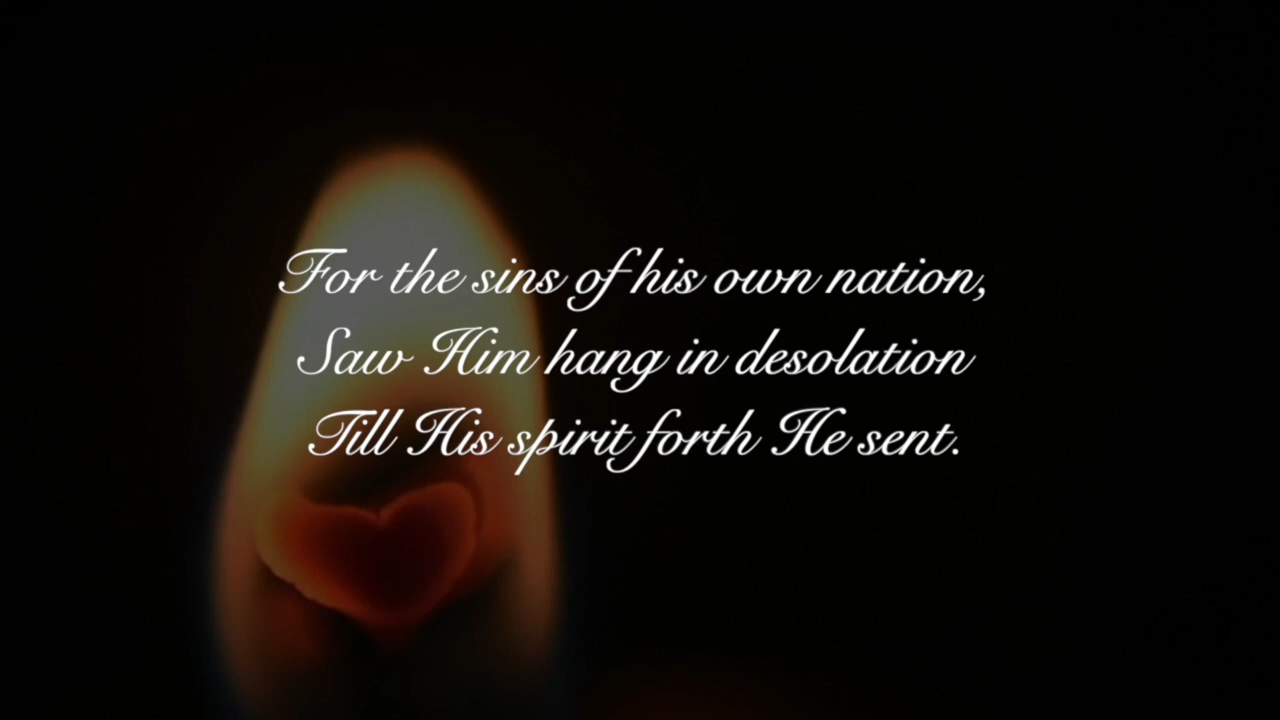 For the sins of his own nation,
Saw Him hang in desolation
Till His spirit forth He sent.